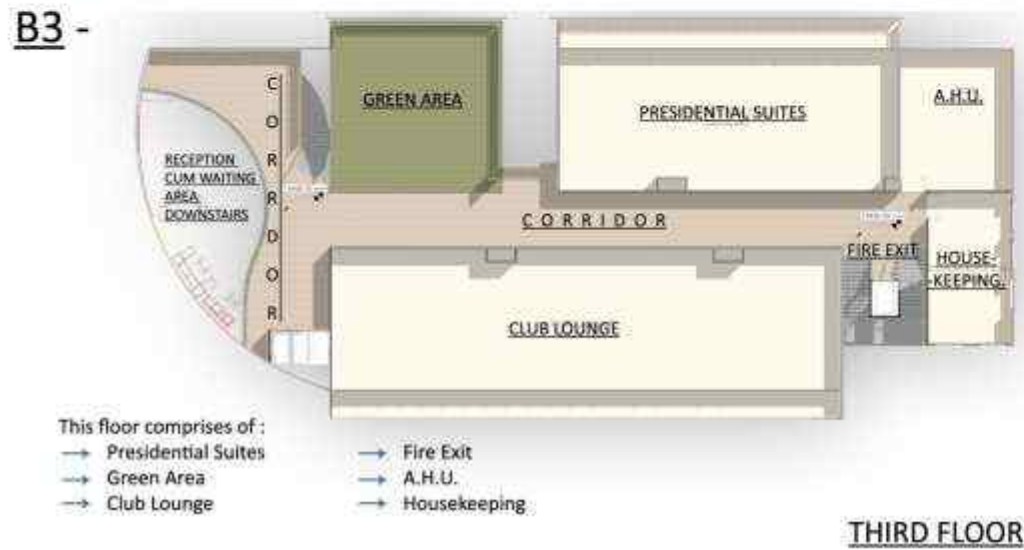 B3 -
GREEN AREA
PRESIDENTIAL SUITES
A.H.U.
CORRIDOR
RECEPTION
CUM WAITING
AREA
DOWNSTAIRS
CORRIDOR
FIRE EXIT
HOUSE-
-KEEPING
CLUB LOUNGE
This floor comprises of :
Presidential Suites
Green Area
Club Lounge
Fire Exit
A.H.U.
Housekeeping
THIRD FLOOR